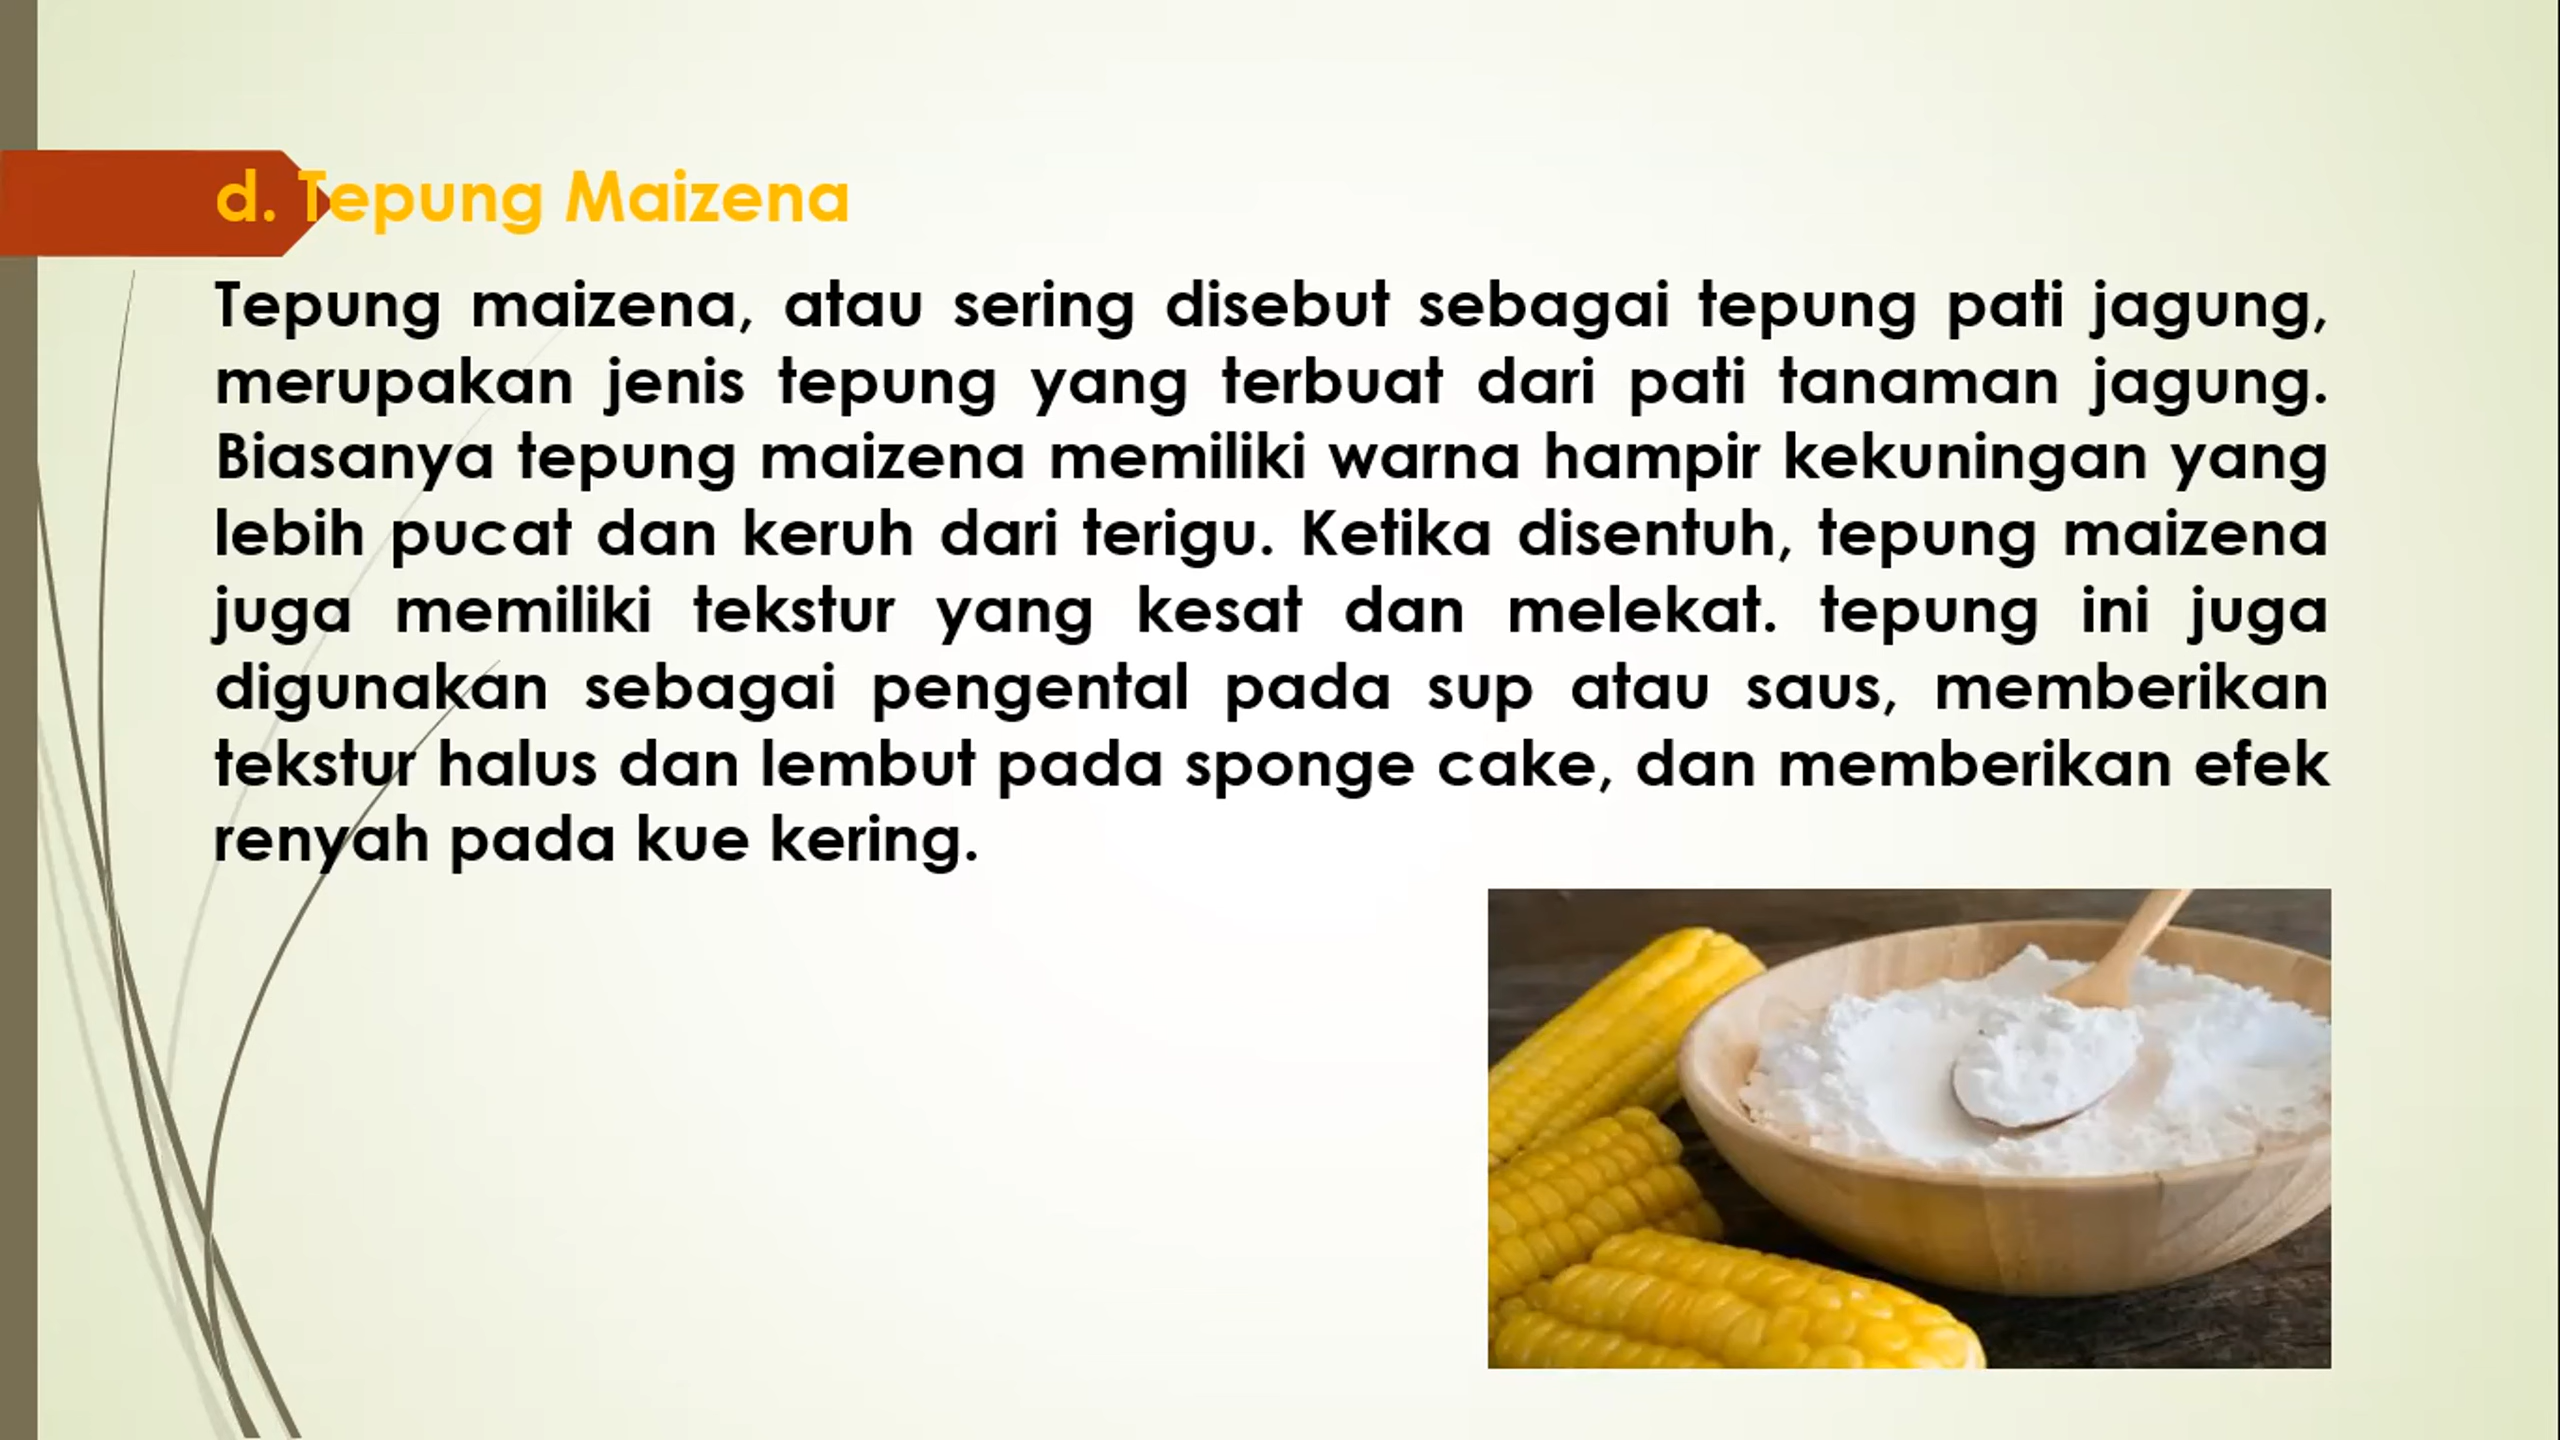 d. Tepung Maizena
Tepung maizena, atau sering disebut sebagai tepung pati jagung,
merupakan jenis tepung yang terbuat dari pati tanaman jagung.
Biasanya tepung maizena memiliki warna hampir kekuningan yang
lebih pucat dan keruh dari terigu. Ketika disentuh, tepung maizena
juga memiliki tekstur yang kesat dan melekat. tepung ini juga
digunakan sebagai pengental pada sup atau saus, memberikan
tekstur halus dan lembut pada sponge cake, dan memberikan efek
renyah pada kue kering.